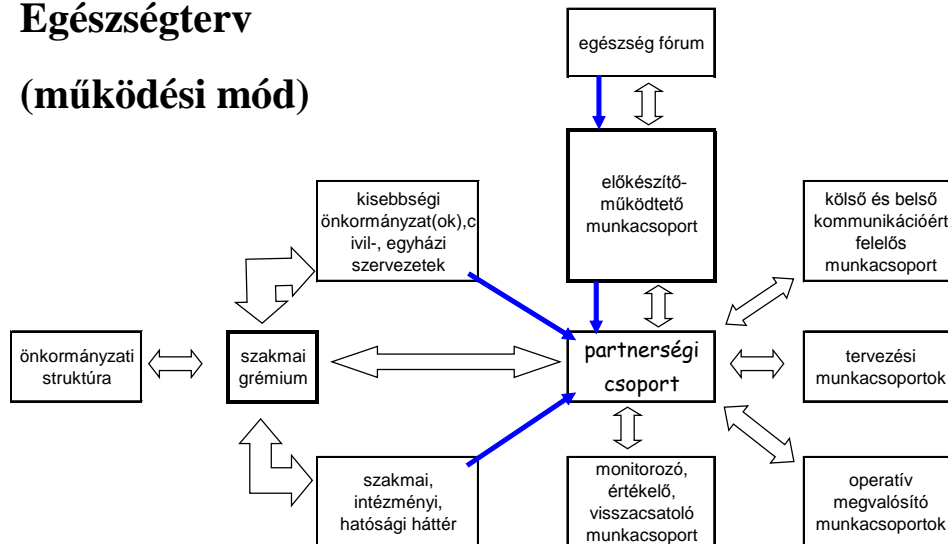 Egészségterv
(működési mód)
egészség fórum
előkészítő-
működtető
munkacsoport
kisebbségi
önkormányzat(ok),c
ivil-, egyházi
szervezetek
kölső és belső
kommunikációért
felelős
munkacsoport
önkormányzati
struktúra
szakmai
grémium
partnerségi
csoport
tervezési
munkacsoportok
szakmai,
intézményi,
hatósági háttér
monitorozó,
értékelő,
visszacsatoló
munkacsoport
operatív
megvalósító
munkacsoportok